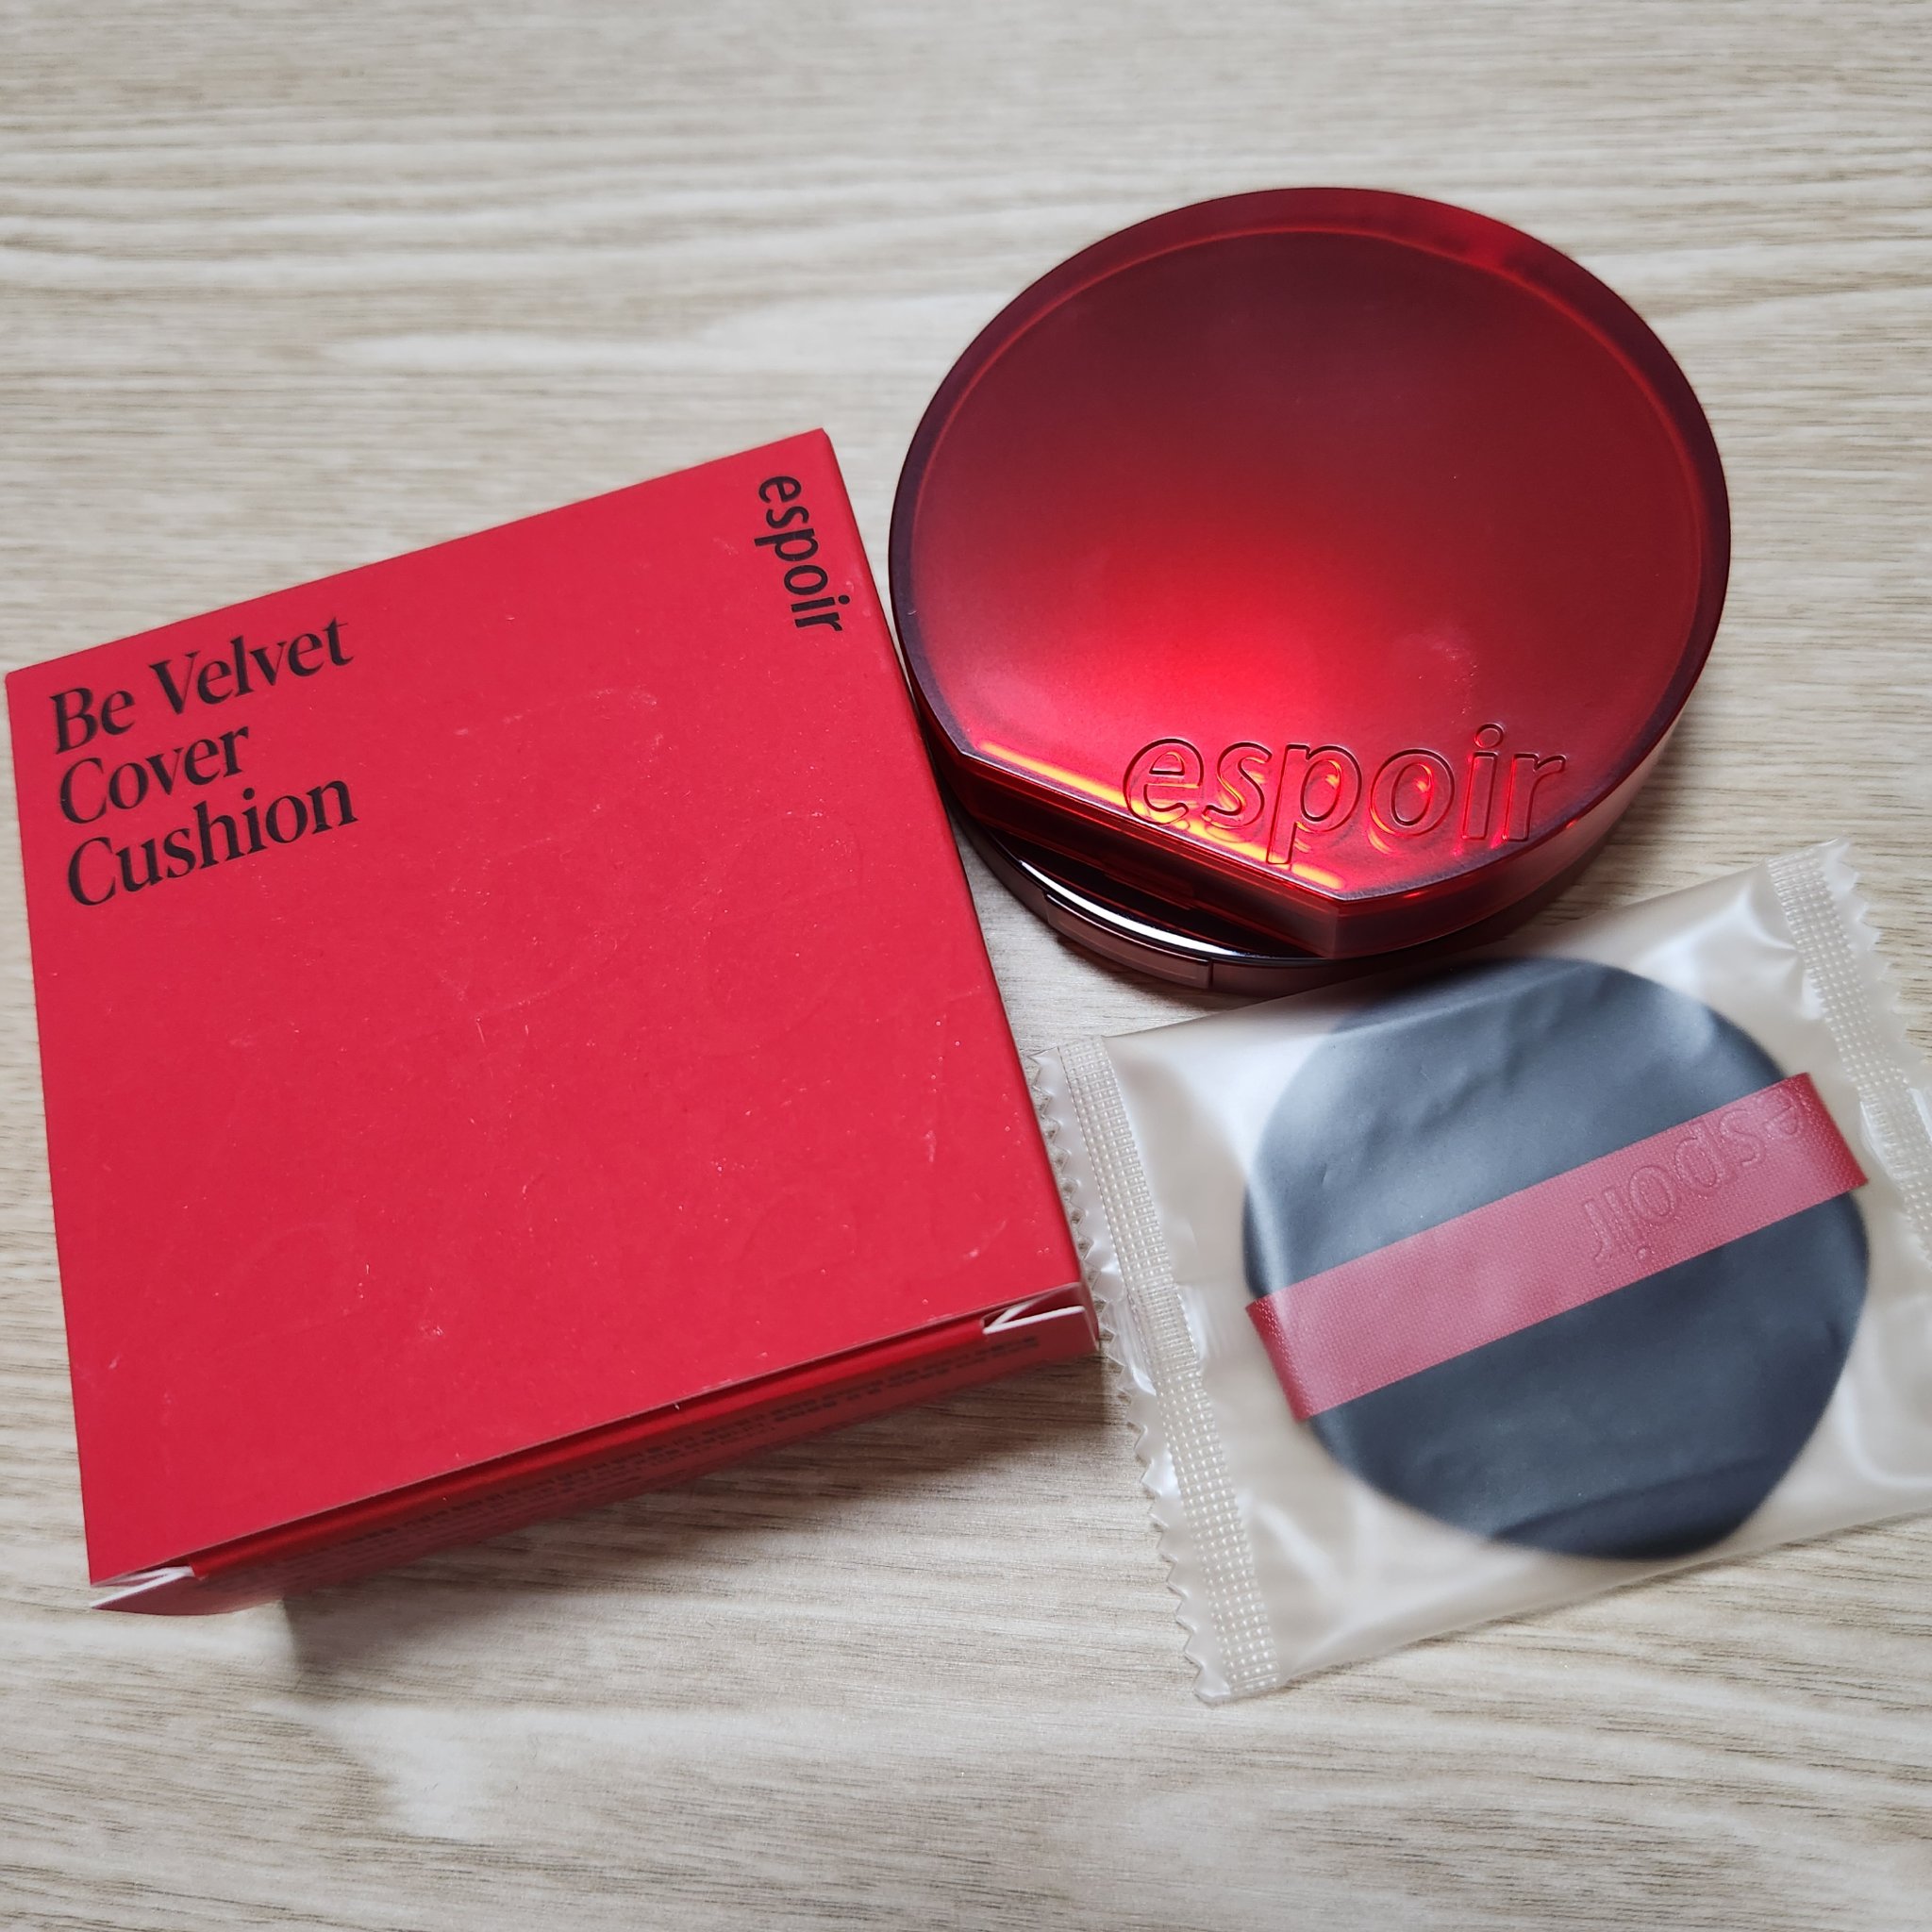 espoir
Be Velvet
Cover
Cushion
espoir
espoir